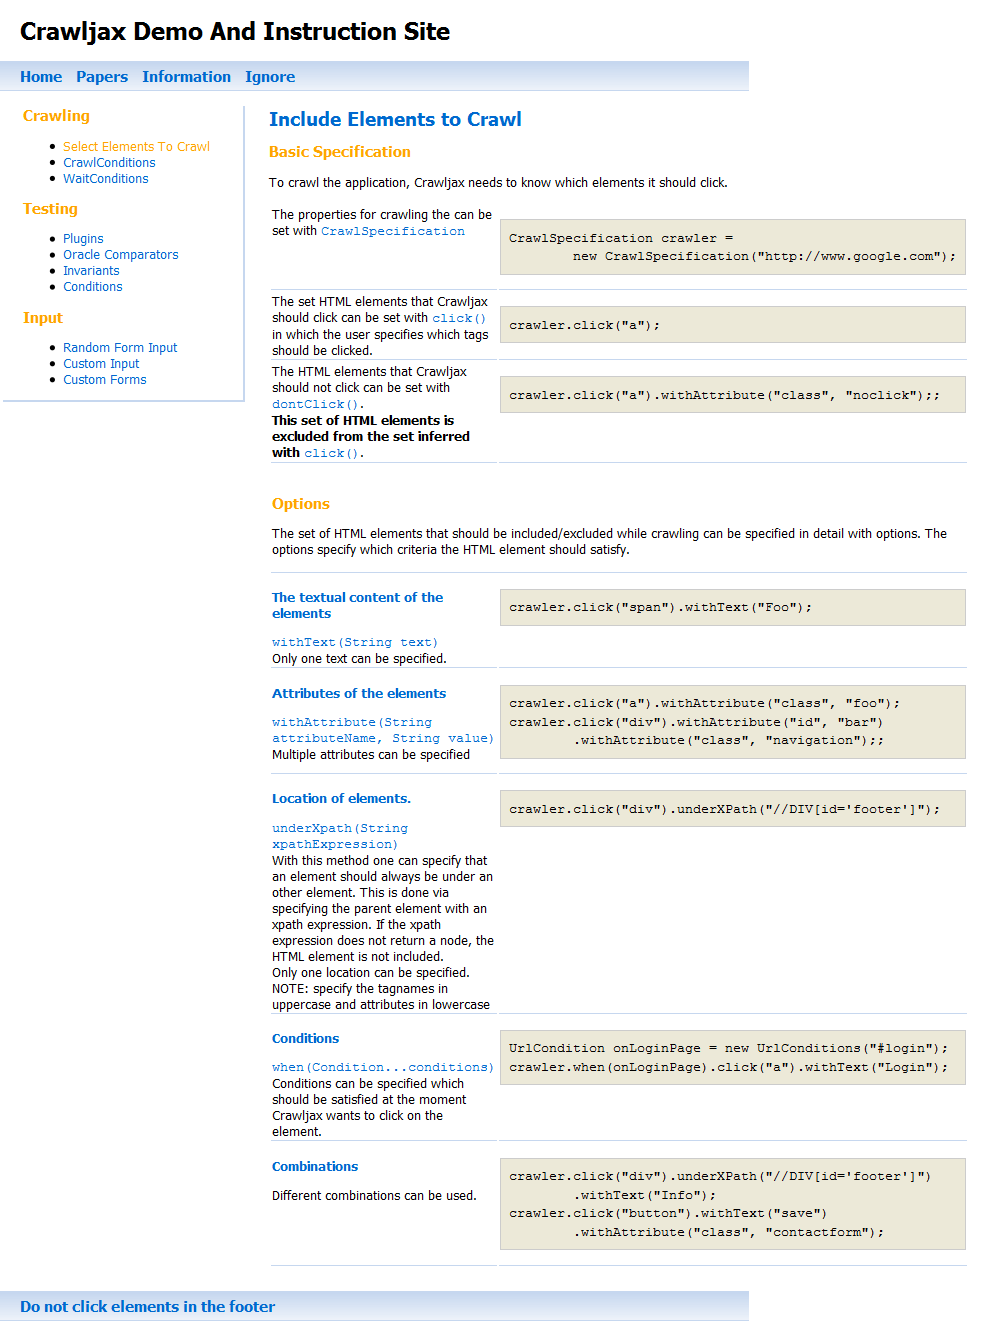 Crawljax Demo And Instruction Site
Home Papers Information Ignore
Crawling
Select Elements To Crawl
CrawlConditions
WaitConditions
Testing
Plugins
Oracle Comparators
Invariants
Conditions
Input
Random Form Input
Custom Input
Custom Forms
Include Elements to Crawl
Basic Specification
To crawl the application, Crawljax needs to know which elements it should click.
The properties for crawling the can be
set with CrawlSpecification
CrawlSpecification crawler =
new CrawlSpecification("http://www.google.com");
The set HTML elements that Crawljax
should click can be set with click()
in which the user specifies which tags
should be clicked.
crawler.click("a");
The HTML elements that Crawljax
should not click can be set with
dontClick().
This set of HTML elements is
excluded from the set inferred
with click().
crawler.click("a").withAttribute("class", "noclick");;
Options
The set of HTML elements that should be included/excluded while crawling can be specified in detail with options. The
options specify which criteria the HTML element should satisfy.
The textual content of the
elements
withText(String text)
Only one text can be specified.
crawler.click("span").withText("Foo");
Attributes of the elements
withAttribute(String
attributeName, String value)
Multiple attributes can be specified
crawler.click("a").withAttribute("class", "foo");
crawler.click("div").withAttribute("id", "bar")
.withAttribute("class", "navigation");;
Location of elements.
underXpath(String
xpathExpression)
With this method one can specify that
an element should always be under an
other element. This is done via
specifying the parent element with an
xpath expression. If the xpath
expression does not return a node, the
HTML element is not included.
Only one location can be specified.
NOTE: specify the tagnames in
uppercase and attributes in lowercase
crawler.click("div").underXPath("//DIV[id='footer']");
Conditions
when(Condition...conditions)
Conditions can be specified which
should be satisfied at the moment
Crawljax wants to click on the
element.
UrlCondition onLoginPage = new UrlConditions("#login");
crawler.when(onLoginPage).click("a").withText("Login");
Combinations
Different combinations can be used.
crawler.click("div").underXPath("//DIV[id='footer']")
.withText("Info");
crawler.click("button").withText("save")
.withAttribute("class", "contactform");
Do not click elements in the footer